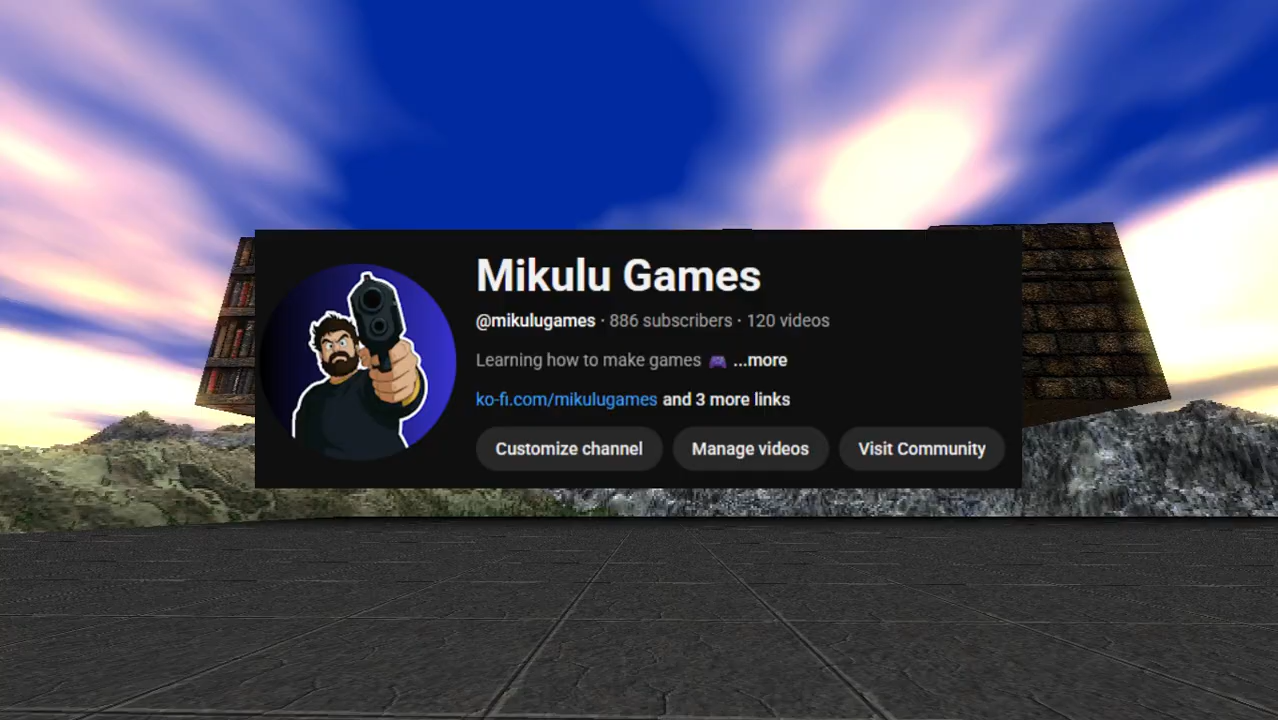 Mikulu Games
@mikulugames · 886 subscribers · 120 videos
Learning how to make games 🎮 ...more
ko-fi.com/mikulugames and 3 more links
Customize channel Manage videos Visit Community